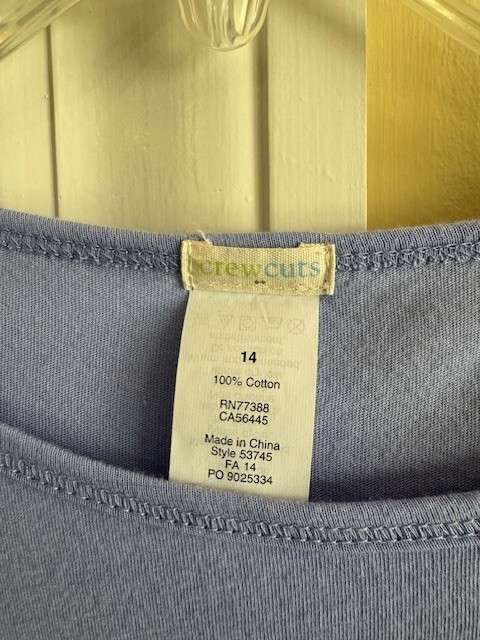 crewcuts
14
100% Cotton
RN77388
CA56445
Made in China
Style 53745
FA 14
PO 9025334